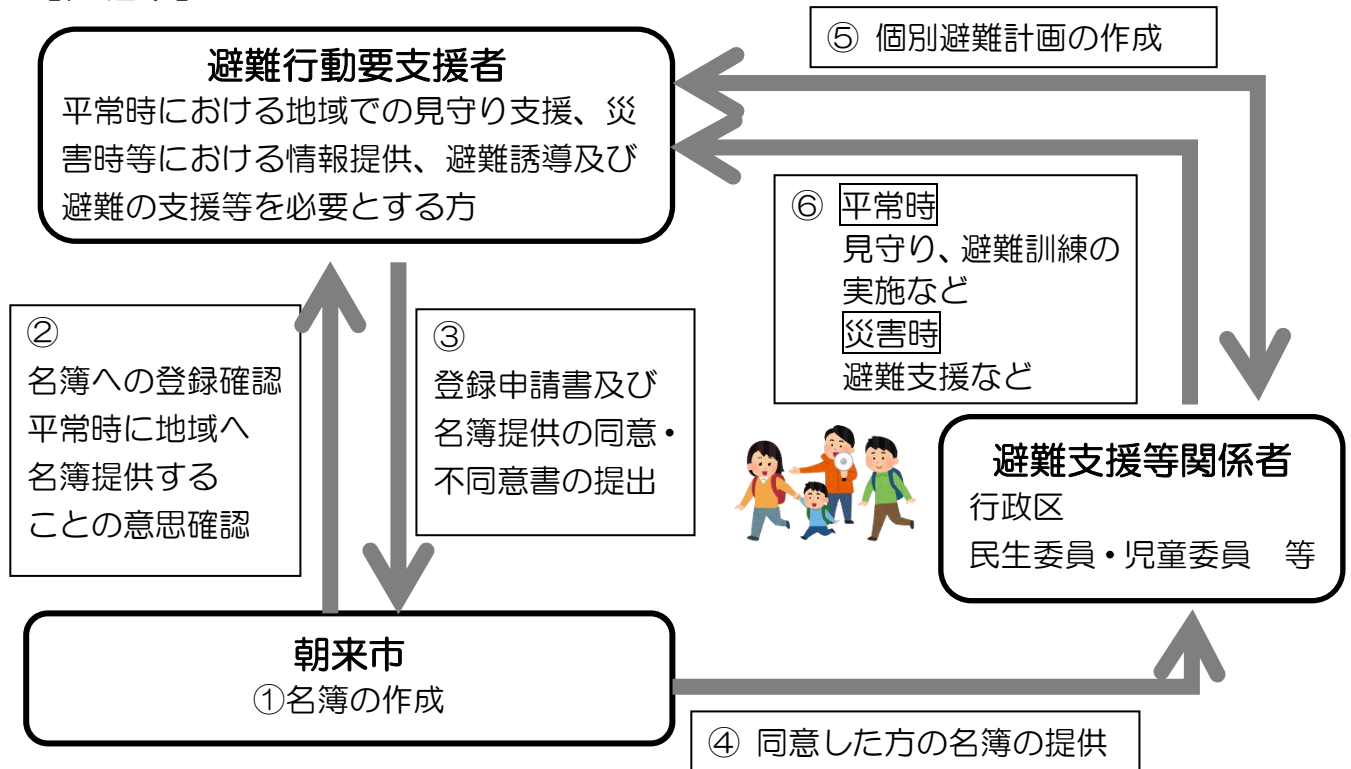 ⑤ 個別避難計画の作成
避難行動要支援者
平常時における地域での見守り支援、災
害時等における情報提供、避難誘導及び
避難の支援等を必要とする方
⑥ 平常時
見守り、避難訓練の
実施など
災害時
避難支援など
②
名簿への登録確認
平常時に地域へ
名簿提供する
ことの意思確認
③
登録申請書及び
名簿提供の同意・
不同意書の提出
避難支援等関係者
行政区
民生委員・児童委員 等
朝来市
①名簿の作成
④ 同意した方の名簿の提供